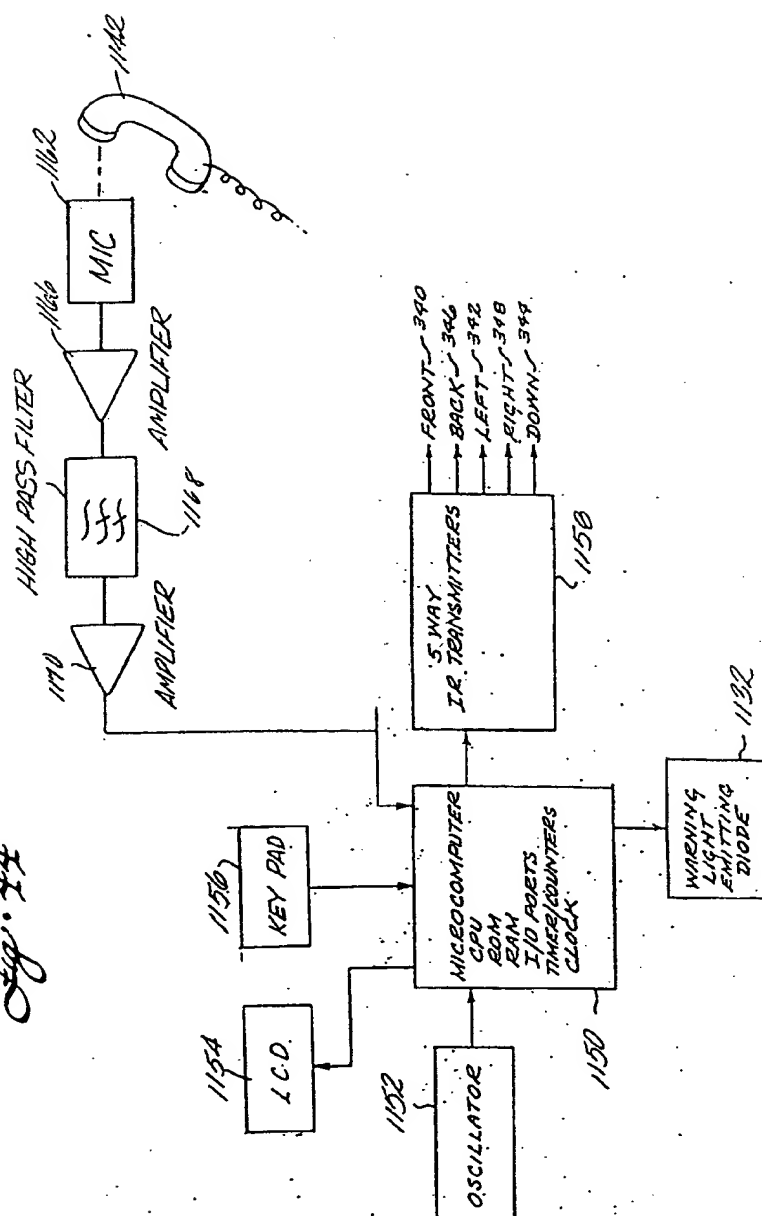 Fig. 44
1142
1162
MIC
1166
AMPLIFIER
HIGH PASS FILTER
1168
1170
AMPLIFIER
FRONT 340
BACK 346
LEFT 342
RIGHT 348
DOWN 344
5 WAY
I.R. TRANSMITTERS
1158
1156
KEY PAD
1154
L.C.D.
MICROCOMPUTER
CPU
ROM
RAM
I/O PORTS
TIMER/COUNTERS
CLOCK
1150
1152
OSCILLATOR
1132
WARNING
LIGHT
EMITTING
DIODE